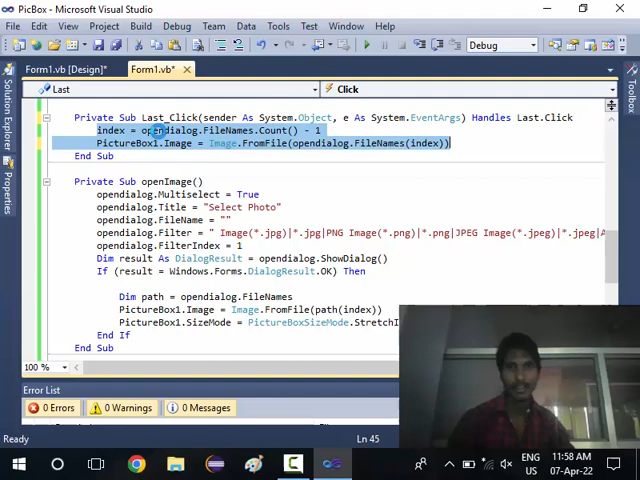 PicBox - Microsoft Visual Studio
File Edit View Project Build Debug Team Data Tools Architecture Test Analyze Window Help
Debug
Form1.vb [Design]* Form1.vb*
Last Click
Private Sub Last_Click(sender As System.Object, e As System.EventArgs) Handles Last.Click
index = opendialog.FileNames.Count() - 1
PictureBox1.Image = Image.FromFile(opendialog.FileNames(index))
End Sub
Private Sub openImage()
opendialog.Multiselect = True
opendialog.Title = "Select Photo"
opendialog.FileName = ""
opendialog.Filter = " Image(*.jpg)|*.jpg|PNG Image(*.png)|*.png|JPEG Image(*.jpeg)|*.jpeg|A
opendialog.FilterIndex = 1
Dim result As DialogResult = opendialog.ShowDialog()
If (result = Windows.Forms.DialogResult.OK) Then
Dim path = opendialog.FileNames
PictureBox1.Image = Image.FromFile(path(index))
PictureBox1.SizeMode = PictureBoxSizeMode.StretchI
End If
End Sub
100 %
Error List
0 Errors 0 Warnings 0 Messages
Ready Ln 45
ENG
US
11:58 AM
07-Apr-22
Solution Explorer
Properties
Toolbox